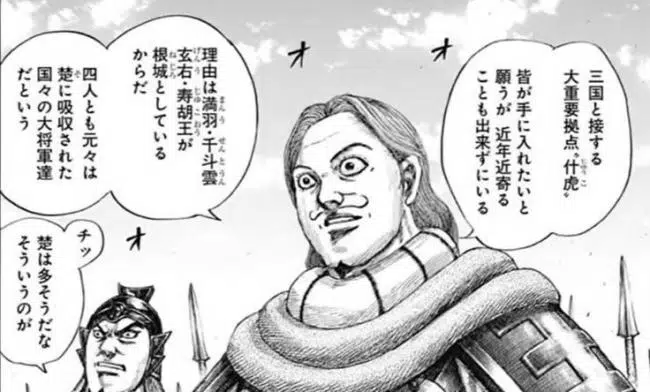 三国と接する
大重要拠点“什虎”
皆が手に入れたいと
願うが 近年近寄る
ことも出来ずにいる
オ
オ
理由は満羽・千斗雲
玄右・寿胡王が
根城としている
からだ
四人とも元々は
楚に吸収された
国々の大将軍達
だという
オ
チッ
楚は多そうだな
そういうのが